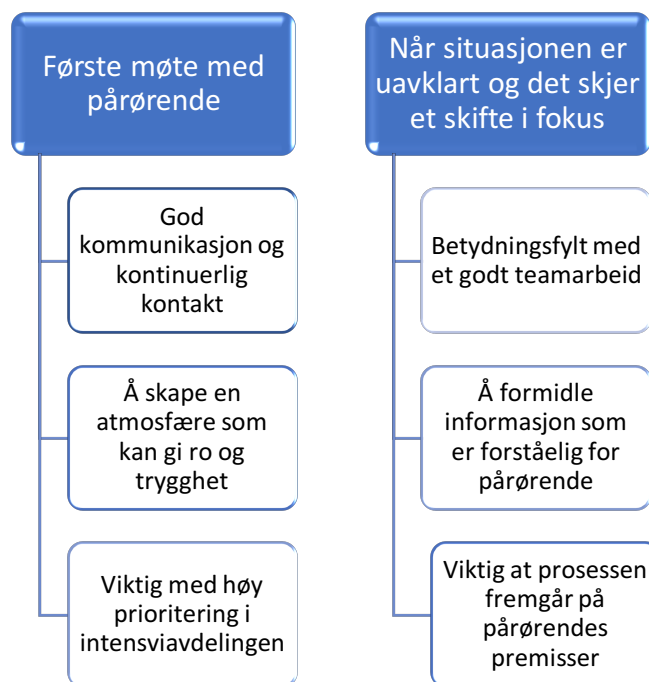 Første møte med
pårørende
God
kommunikasjon og
kontinuerlig
kontakt
Å skape en
atmosfære som
kan gi ro og
trygghet
Viktig med høy
prioritering i
intensviavdelingen
Når situasjonen er
uavklart og det skjer
et skifte i fokus
Betydningsfylt med
et godt teamarbeid
Å formidle
informasjon som
er forståelig for
pårørende
Viktig at prosessen
fremgår på
pårørendes
premisser